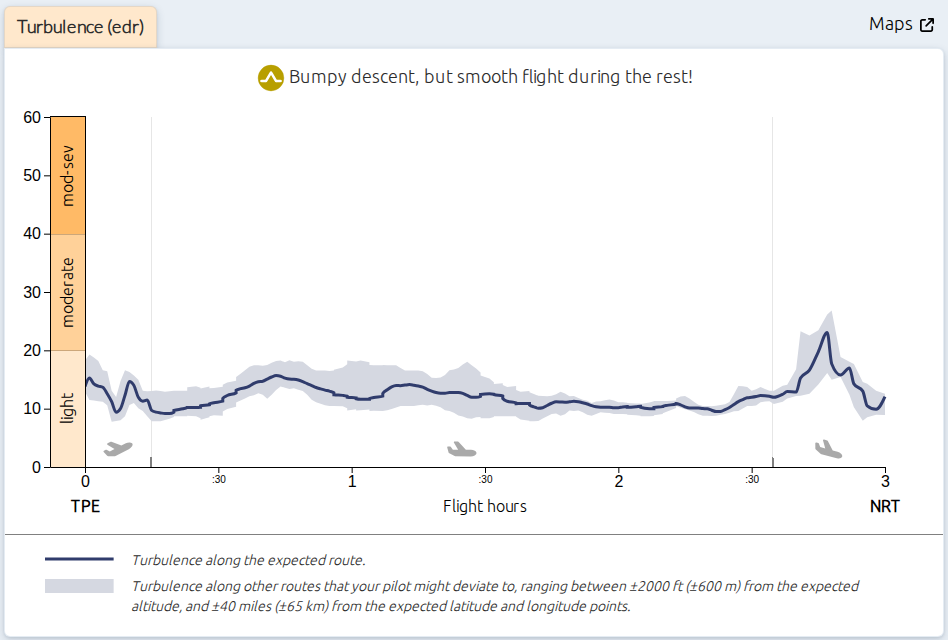 Turbulence (edr)
Maps
Bumpy descent, but smooth flight during the rest!
60
50
40
30
20
10
0
mod-sev
moderate
light
0
:30
1
:30
2
:30
3
TPE
Flight hours
NRT
Turbulence along the expected route.
Turbulence along other routes that your pilot might deviate to, ranging between ±2000 ft (±600 m) from the expected
altitude, and ±40 miles (±65 km) from the expected latitude and longitude points.